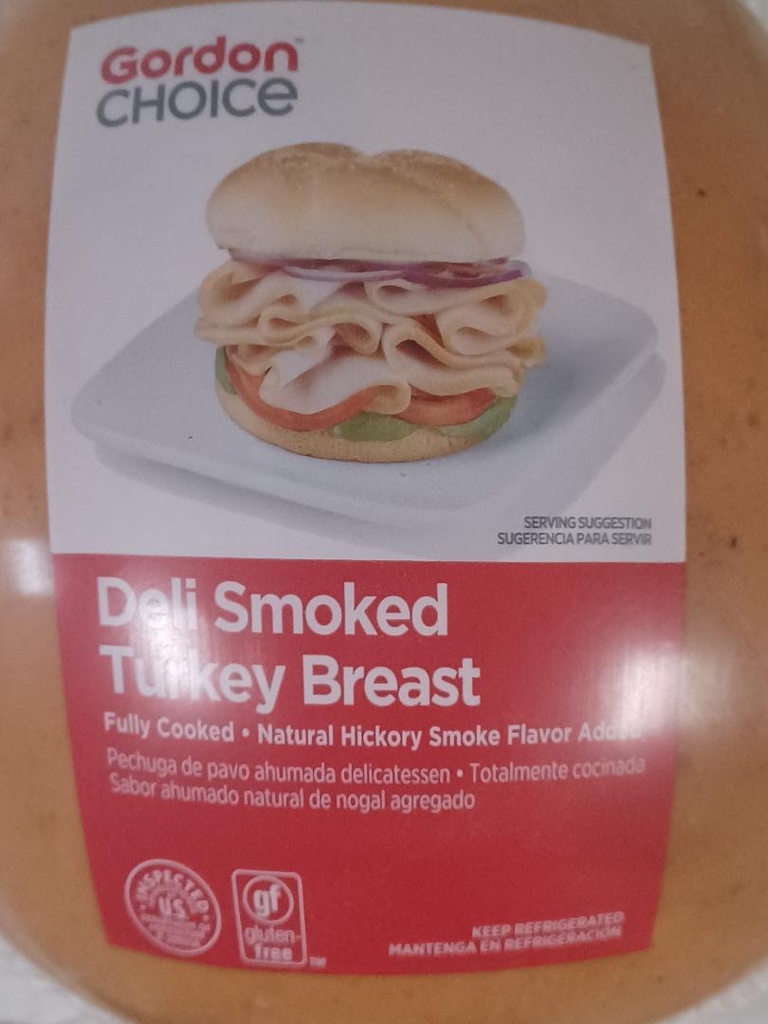 Gordon™
CHOICe
SERVING SUGGESTION
SUGERENCIA PARA SERVIR
Deli Smoked
Turkey Breast
Fully Cooked • Natural Hickory Smoke Flavor Added
Pechuga de pavo ahumada delicatessen • Totalmente cocinada
Sabor ahumado natural de nogal agregado
INSPECTED
U.S.
gf
gluten-
free™
KEEP REFRIGERATED
MANTENGA EN REFRIGERACIÓN